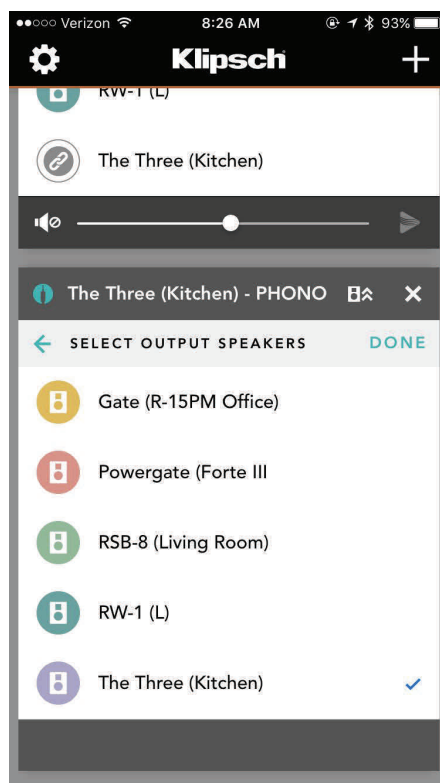 Verizon 8:26 AM 93%
Klipsch
RW-1 (L)
The Three (Kitchen)
The Three (Kitchen) - PHONO
SELECT OUTPUT SPEAKERS DONE
Gate (R-15PM Office)
Powergate (Forte III
RSB-8 (Living Room)
RW-1 (L)
The Three (Kitchen)